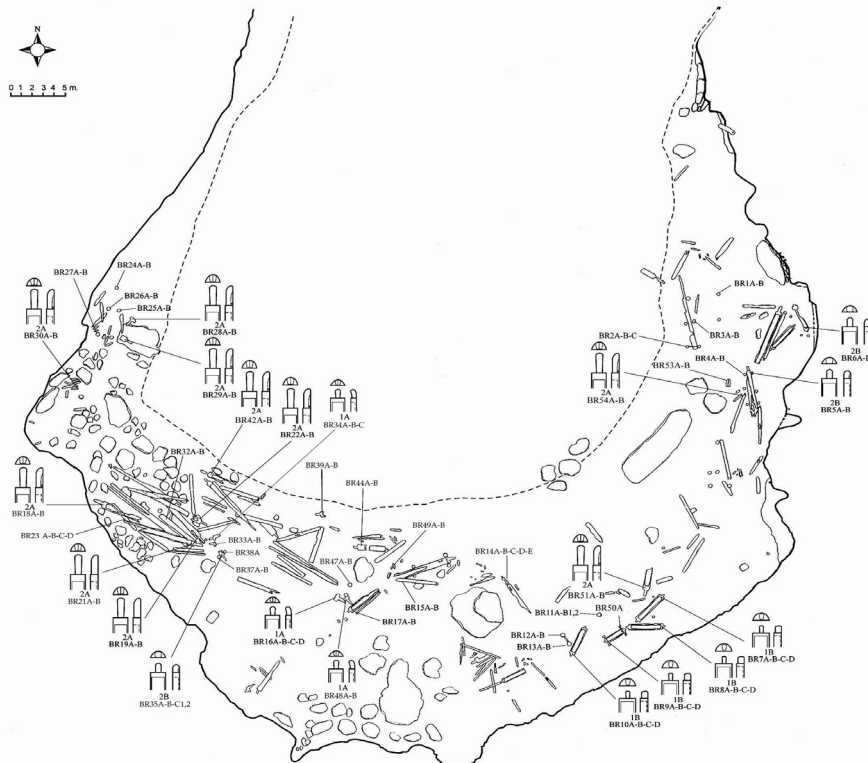 N
0 1 2 3 4 5 m.
BR24A-B
BR27A-B
BR26A-B
BR25A-B
2A
BR30A-B
2A
BR28A-B
2A
BR29A-B
2A
BR42A-B
2A
BR22A-B
1A
BR34A-B-C
BR32A-B
BR39A-B
BR44A-B
2A
BR18A-B
BR23 A-B-C-D
BR33A-B
BR38A
BR37A-B
BR47A-B
BR49A-B
2A
BR21A-B
2A
BR19A-B
2B
BR35A-B-C1,2
1A
BR16A-B-C-D
BR17A-B
BR15A-B
1A
BR48A-B
BR14A-B-C-D-E
2A
BR51A-B
BR11A-B1,2
BR50A
BR12A-B
BR13A-B
1B
BR7A-B-C-D
1B
BR8A-B-C-D
1B
BR9A-B-C-D
1B
BR10A-B-C-D
BR1A-B
BR3A-B
BR2A-B-C
BR4A-B
BR53A-B
2A
BR54A-B
2B
BR5A-B
2B